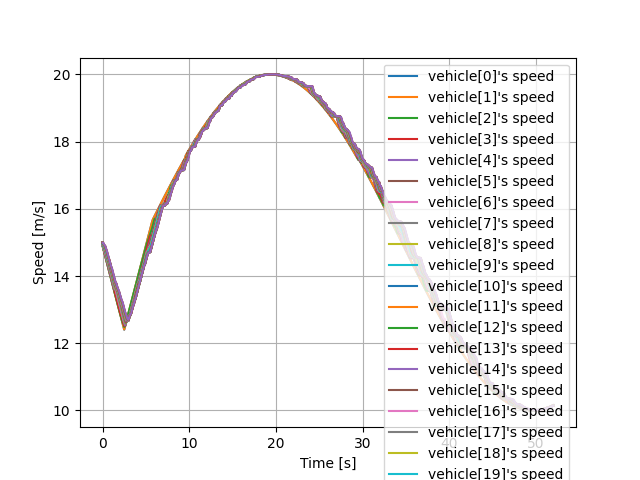 20
18
16
14
12
10
Speed [m/s]
0 10 20 30 40 50
Time [s]
vehicle[0]'s speed
vehicle[1]'s speed
vehicle[2]'s speed
vehicle[3]'s speed
vehicle[4]'s speed
vehicle[5]'s speed
vehicle[6]'s speed
vehicle[7]'s speed
vehicle[8]'s speed
vehicle[9]'s speed
vehicle[10]'s speed
vehicle[11]'s speed
vehicle[12]'s speed
vehicle[13]'s speed
vehicle[14]'s speed
vehicle[15]'s speed
vehicle[16]'s speed
vehicle[17]'s speed
vehicle[18]'s speed
vehicle[19]'s speed